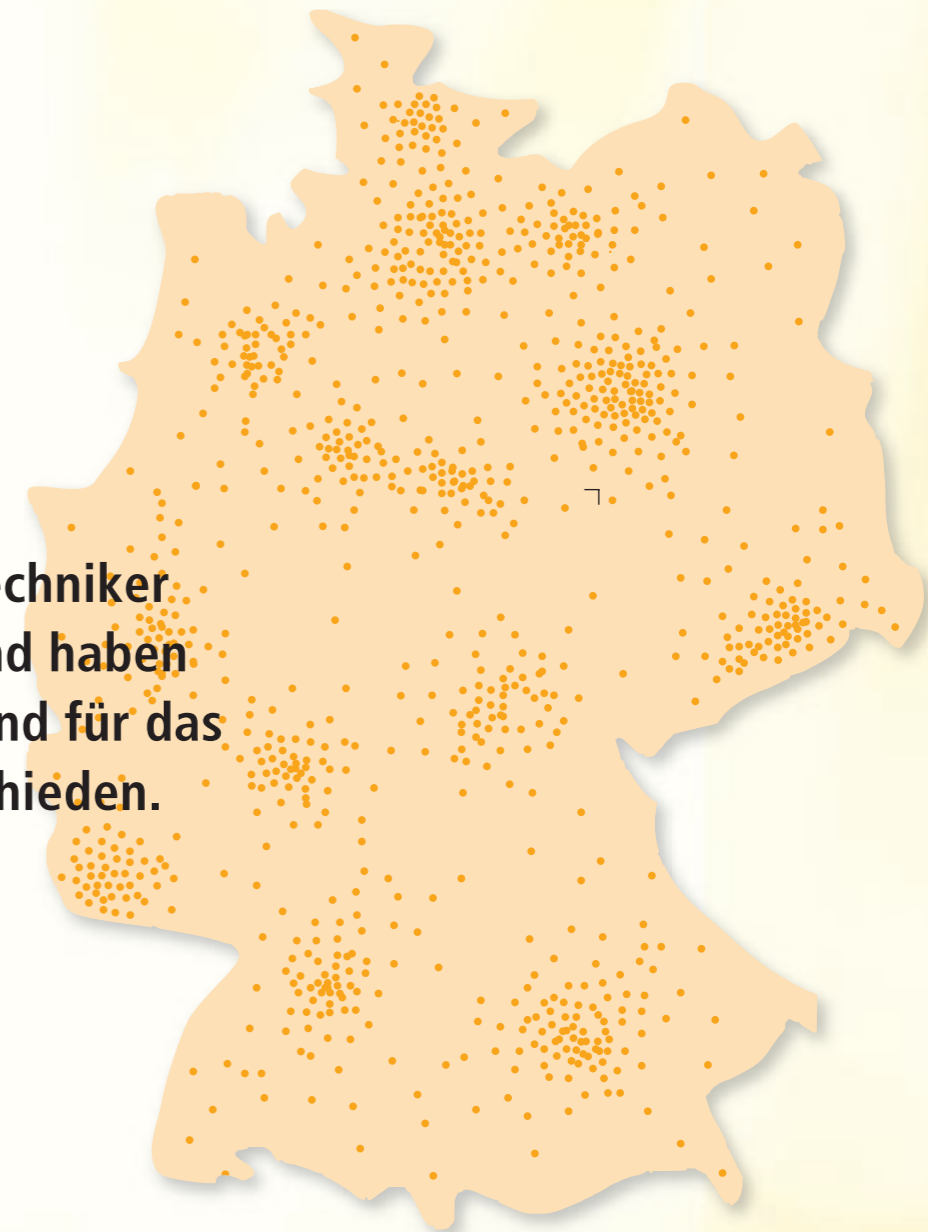 chniker
nd haben
nd für das
hieden.